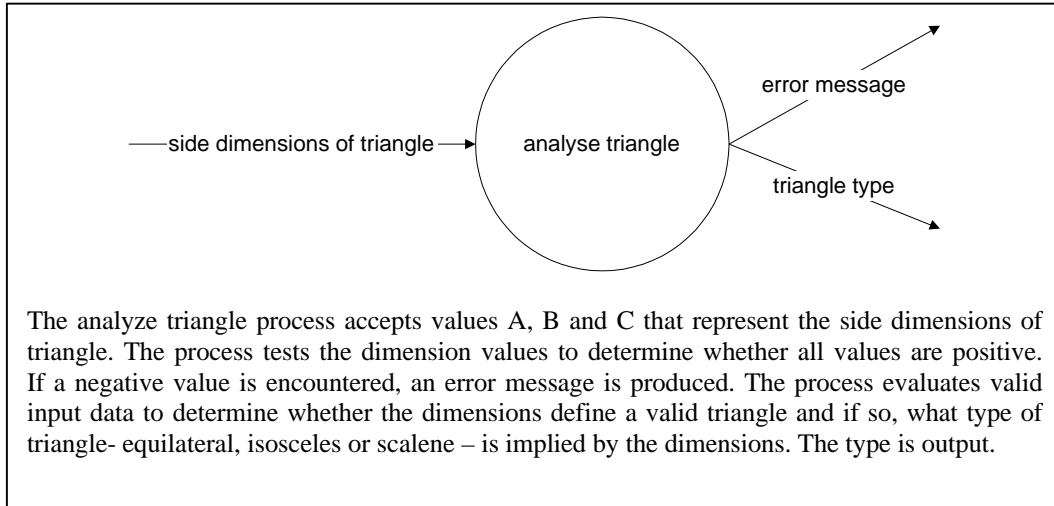 error message
side dimensions of triangle
analyse triangle
triangle type
The analyze triangle process accepts values A, B and C that represent the side dimensions of
triangle. The process tests the dimension values to determine whether all values are positive.
If a negative value is encountered, an error message is produced. The process evaluates valid
input data to determine whether the dimensions define a valid triangle and if so, what type of
triangle- equilateral, isosceles or scalene – is implied by the dimensions. The type is output.